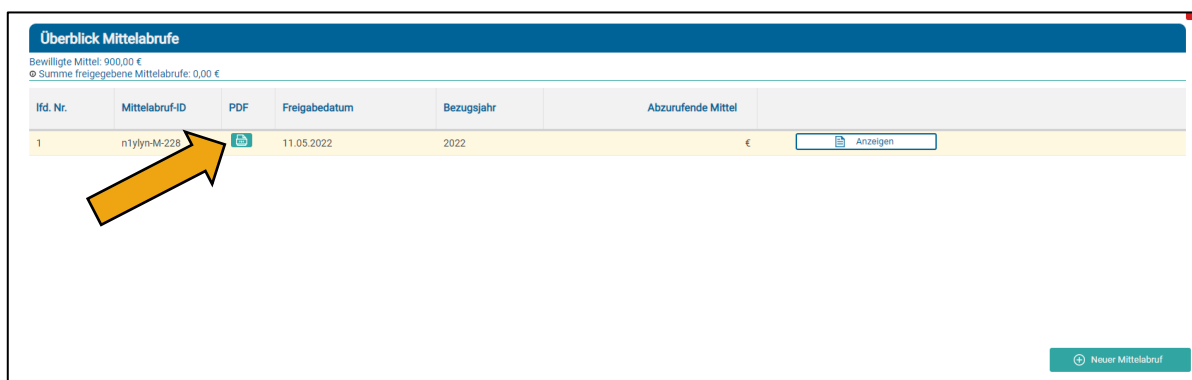 Überblick Mittelabrufe
Bewilligte Mittel: 900,00 €
Summe freigegebene Mittelabrufe: 0,00 €
lfd. Nr. Mittelabruf-ID PDF Freigabedatum Bezugsjahr Abzurufende Mittel
1 n1ylyn-M-228 11.05.2022 2022 € Anzeigen
Neuer Mittelabruf